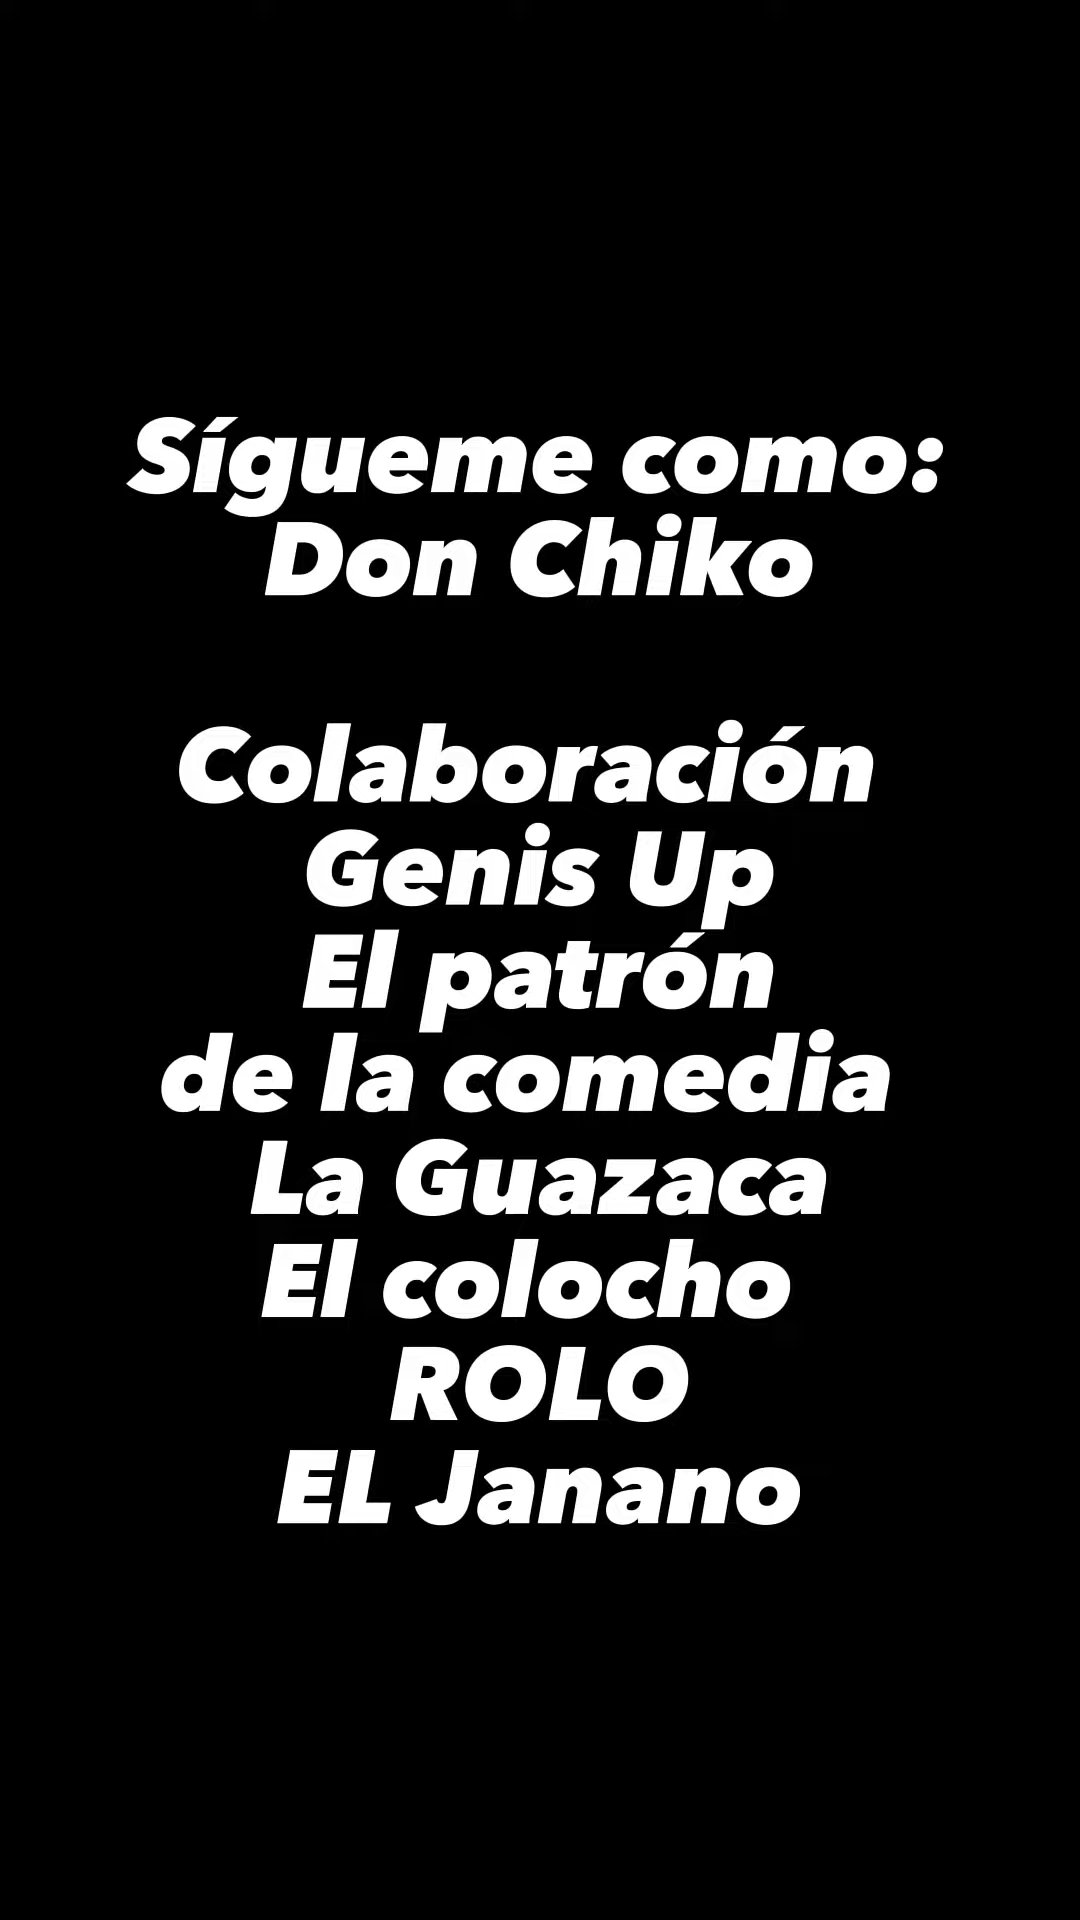 Sígueme como:
Don Chiko
Colaboración
Genis Up
El patrón
de la comedia
La Guazaca
El colocho
ROLO
EL Janano